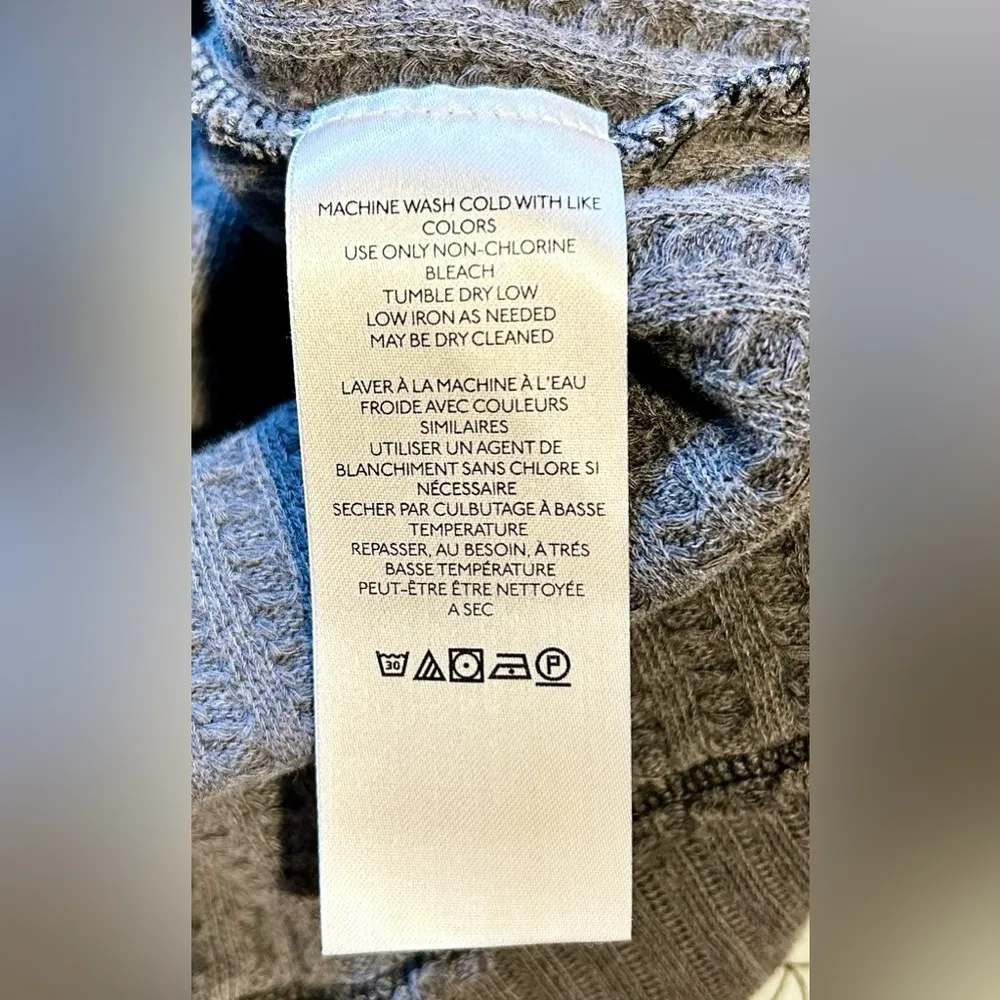 MACHINE WASH COLD WITH LIKE
COLORS
USE ONLY NON-CHLORINE
BLEACH
TUMBLE DRY LOW
LOW IRON AS NEEDED
MAY BE DRY CLEANED
LAVER À LA MACHINE À L'EAU
FROIDE AVEC COULEURS
SIMILAIRES
UTILISER UN AGENT DE
BLANCHIMENT SANS CHLORE SI
NÉCESSAIRE
SECHER PAR CULBUTAGE À BASSE
TEMPERATURE
REPASSER, AU BESOIN, À TRÉS
BASSE TEMPÉRATURE
PEUT-ÊTRE ÊTRE NETTOYÉE
A SEC
30 P